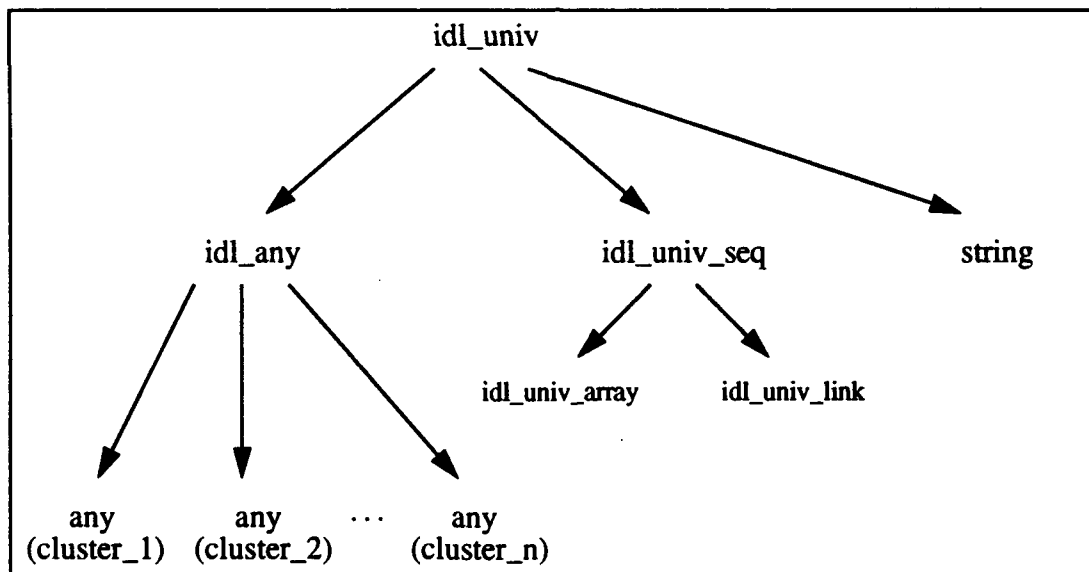 idl_univ
idl_any
idl_univ_seq
string
idl_univ_array
idl_univ_link
any
(cluster_1)
any
(cluster_2)
...
any
(cluster_n)